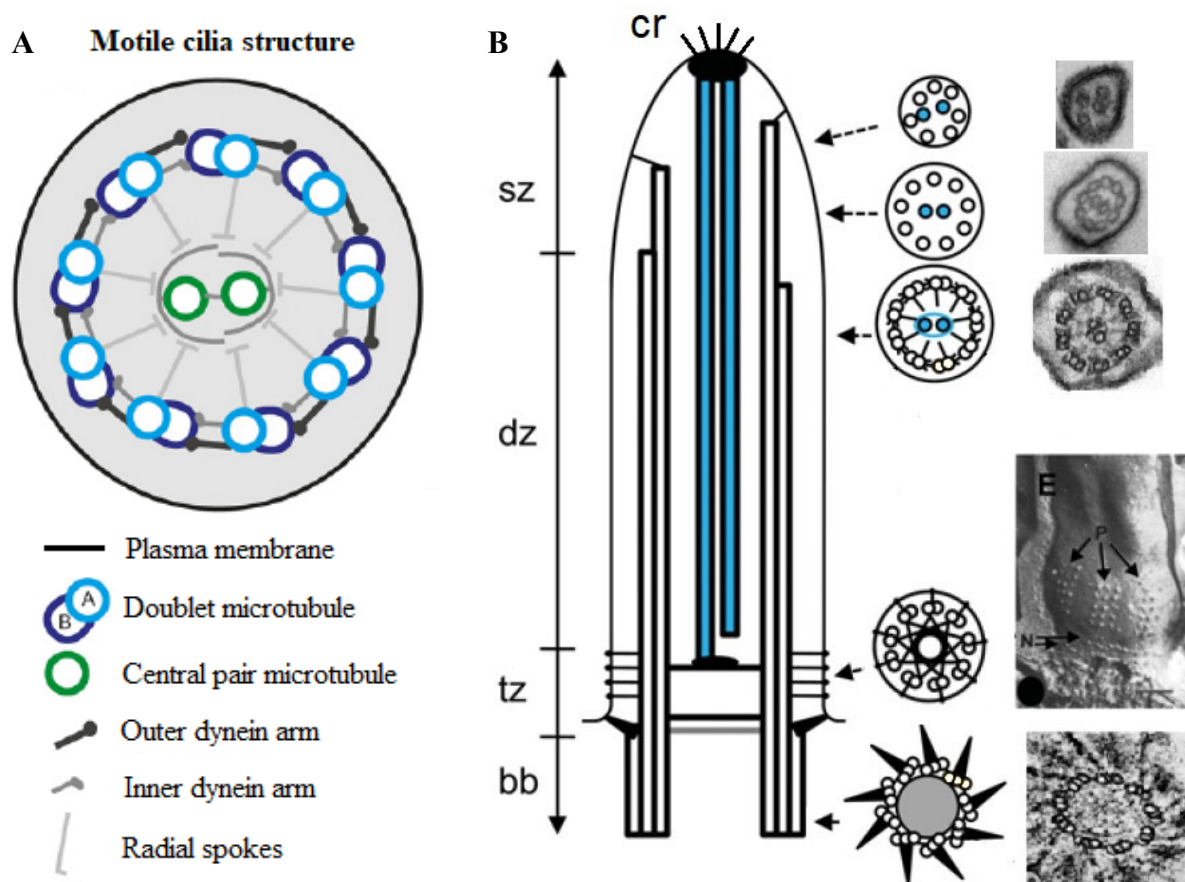 A
Motile cilia structure
B
A
B
Plasma membrane
Doublet microtubule
Central pair microtubule
Outer dynein arm
Inner dynein arm
Radial spokes
cr
sz
dz
tz
bb
E
P
N